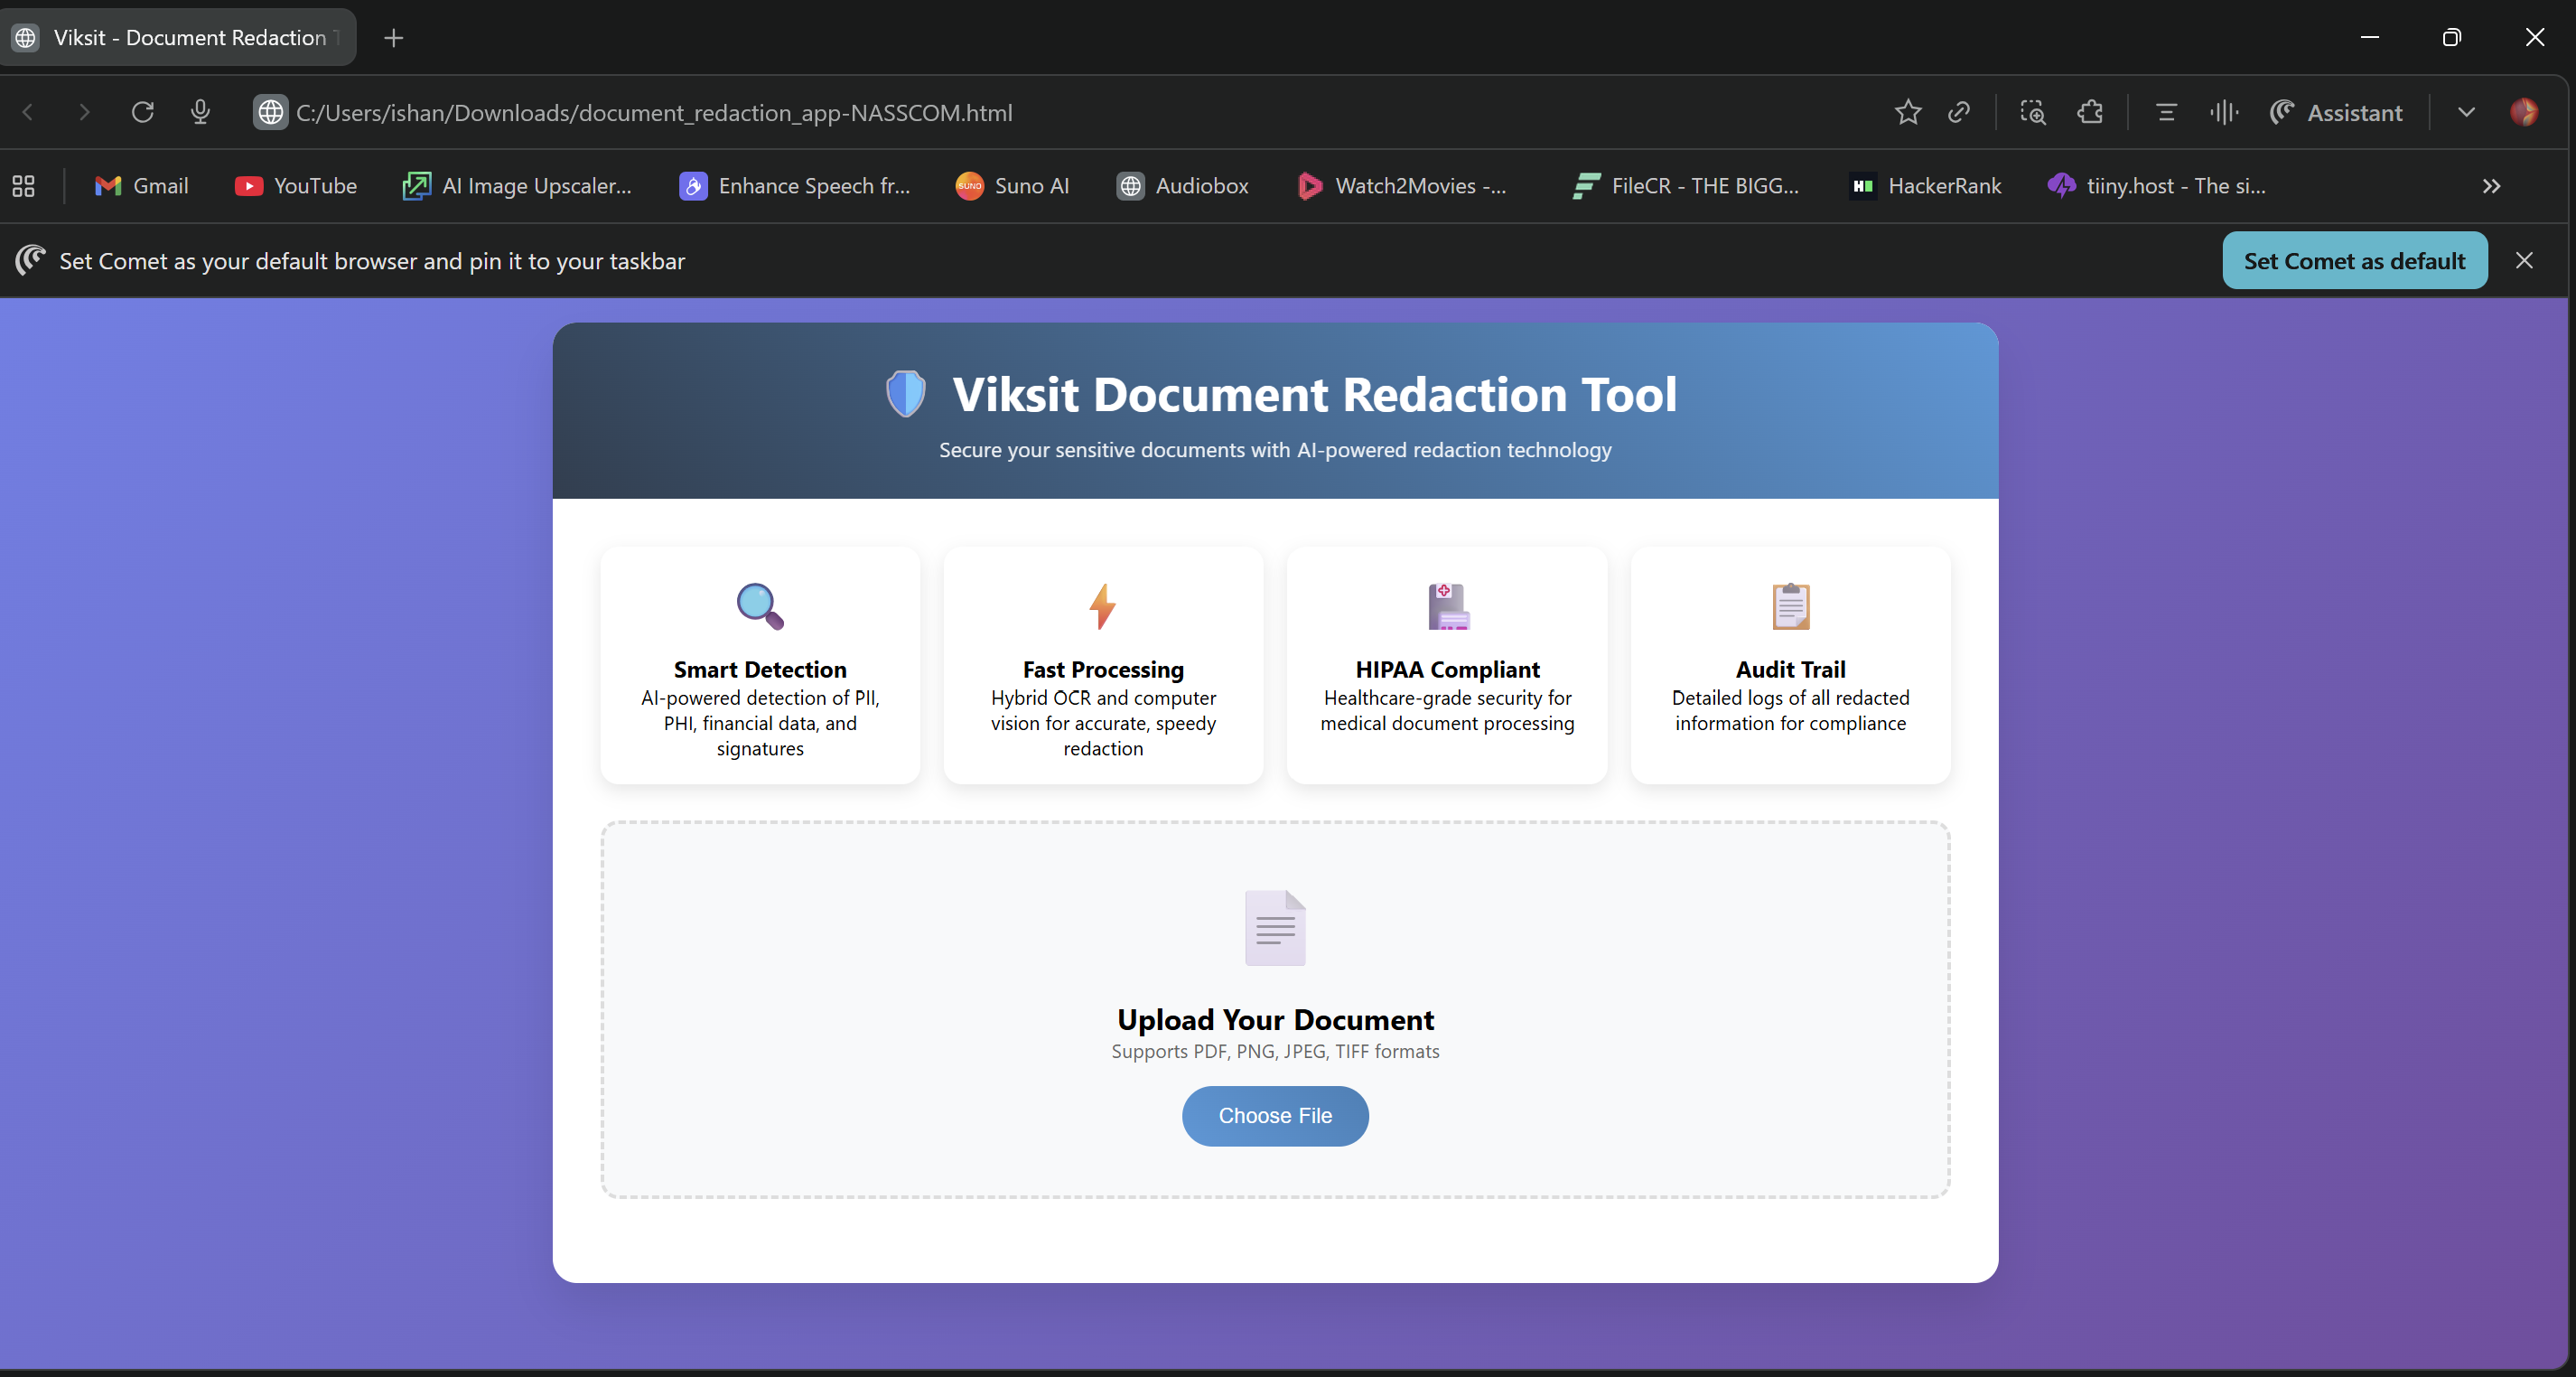 Viksit - Document Redaction
C:/Users/ishan/Downloads/document_redaction_app-NASSCOM.html
Assistant
Gmail
YouTube
AI Image Upscaler...
Enhance Speech fr...
SUNO
Suno AI
Audiobox
Watch2Movies -...
FileCR - THE BIGG...
H
HackerRank
tiiny.host - The si...
Set Comet as your default browser and pin it to your taskbar
Set Comet as default
Viksit Document Redaction Tool
Secure your sensitive documents with AI-powered redaction technology
Smart Detection
AI-powered detection of PII,
PHI, financial data, and
signatures
Fast Processing
Hybrid OCR and computer
vision for accurate, speedy
redaction
HIPAA Compliant
Healthcare-grade security for
medical document processing
Audit Trail
Detailed logs of all redacted
information for compliance
Upload Your Document
Supports PDF, PNG, JPEG, TIFF formats
Choose File